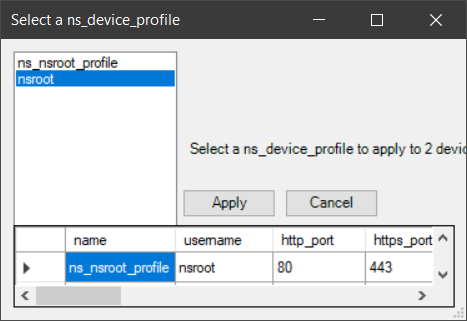 Select a ns_device_profile
ns_nsroot_profile
nsroot
Select a ns_device_profile to apply to 2 devic
Apply Cancel
name username http_port https_port
ns_nsroot_profile nsroot 80 443